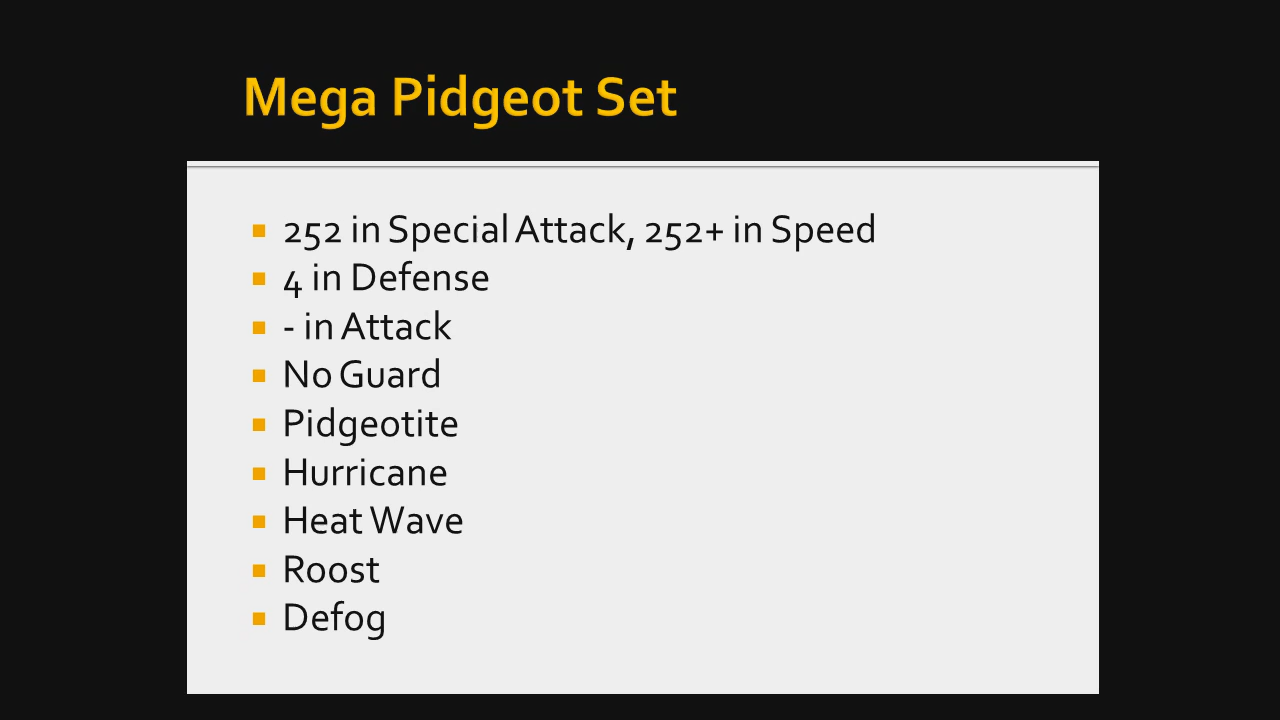 Mega Pidgeot Set
252 in Special Attack, 252+ in Speed
4 in Defense
- in Attack
No Guard
Pidgeotite
Hurricane
Heat Wave
Roost
Defog